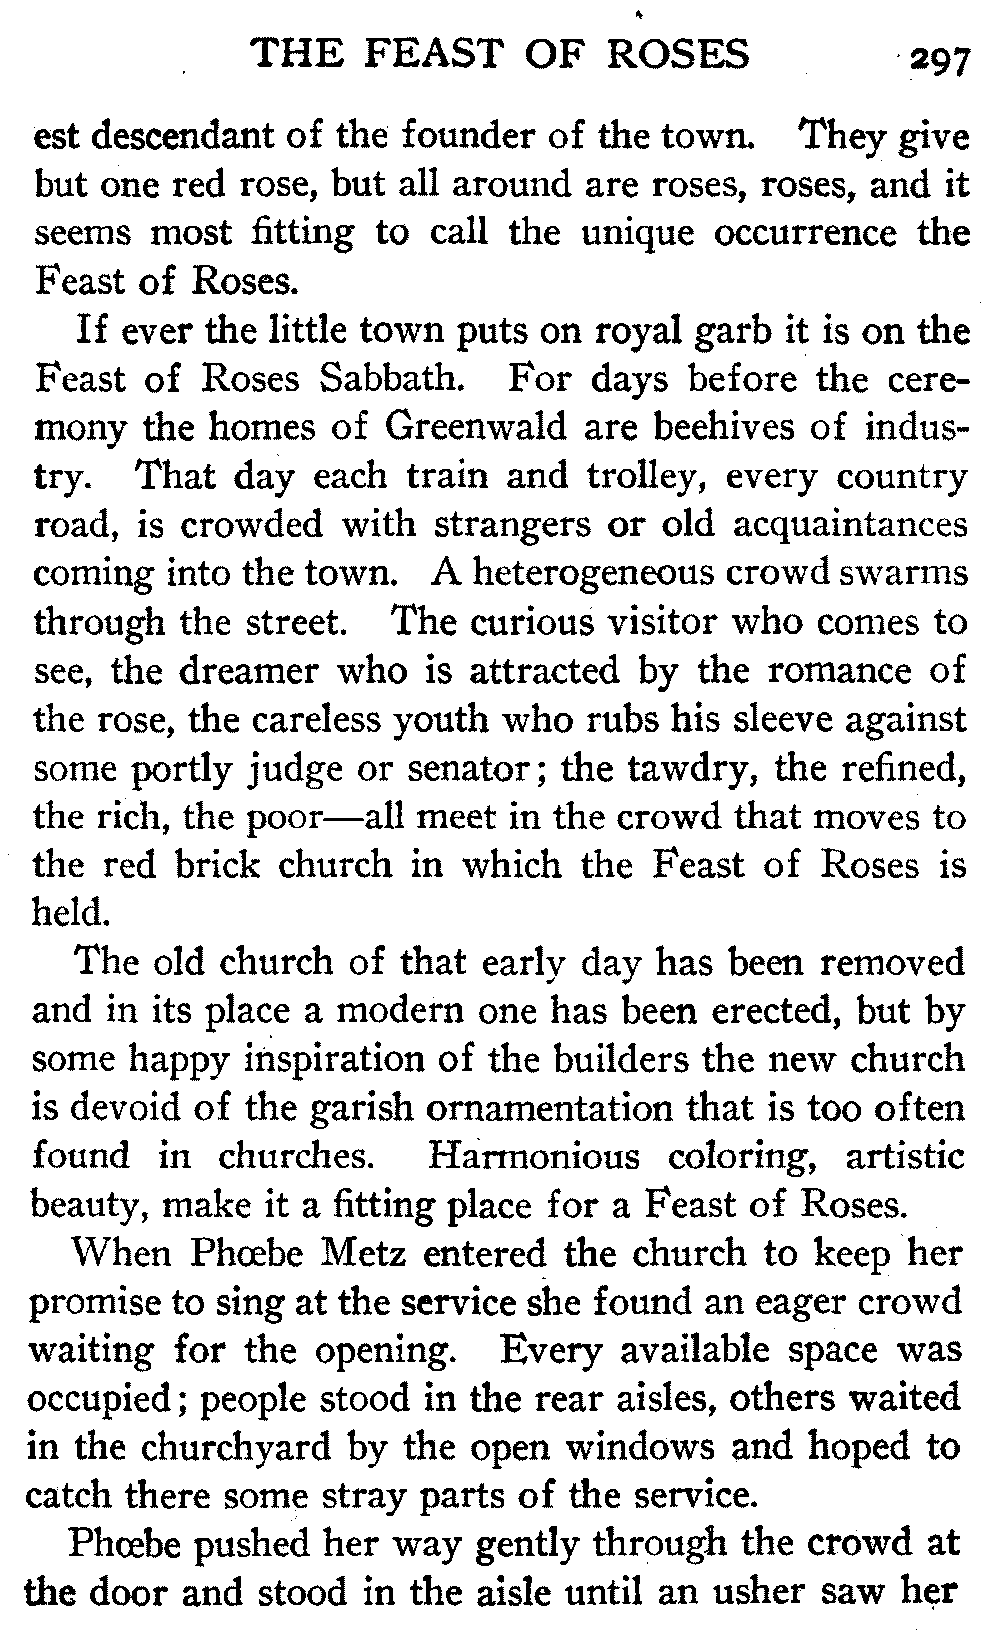 THE FEAST OF ROSES 297
est descendant of the founder of the town. They give
but one red rose, but all around are roses, roses, and it
seems most fitting to call the unique occurrence the
Feast of Roses.
If ever the little town puts on royal garb it is on the
Feast of Roses Sabbath. For days before the cere-
mony the homes of Greenwald are beehives of indus-
try. That day each train and trolley, every country
road, is crowded with strangers or old acquaintances
coming into the town. A heterogeneous crowd swarms
through the street. The curious visitor who comes to
see, the dreamer who is attracted by the romance of
the rose, the careless youth who rubs his sleeve against
some portly judge or senator; the tawdry, the refined,
the rich, the poor—all meet in the crowd that moves to
the red brick church in which the Feast of Roses is
held.
The old church of that early day has been removed
and in its place a modern one has been erected, but by
some happy inspiration of the builders the new church
is devoid of the garish ornamentation that is too often
found in churches. Harmonious coloring, artistic
beauty, make it a fitting place for a Feast of Roses.
When Phœbe Metz entered the church to keep her
promise to sing at the service she found an eager crowd
waiting for the opening. Every available space was
occupied; people stood in the rear aisles, others waited
in the churchyard by the open windows and hoped to
catch there some stray parts of the service.
Phœbe pushed her way gently through the crowd at
the door and stood in the aisle until an usher saw her